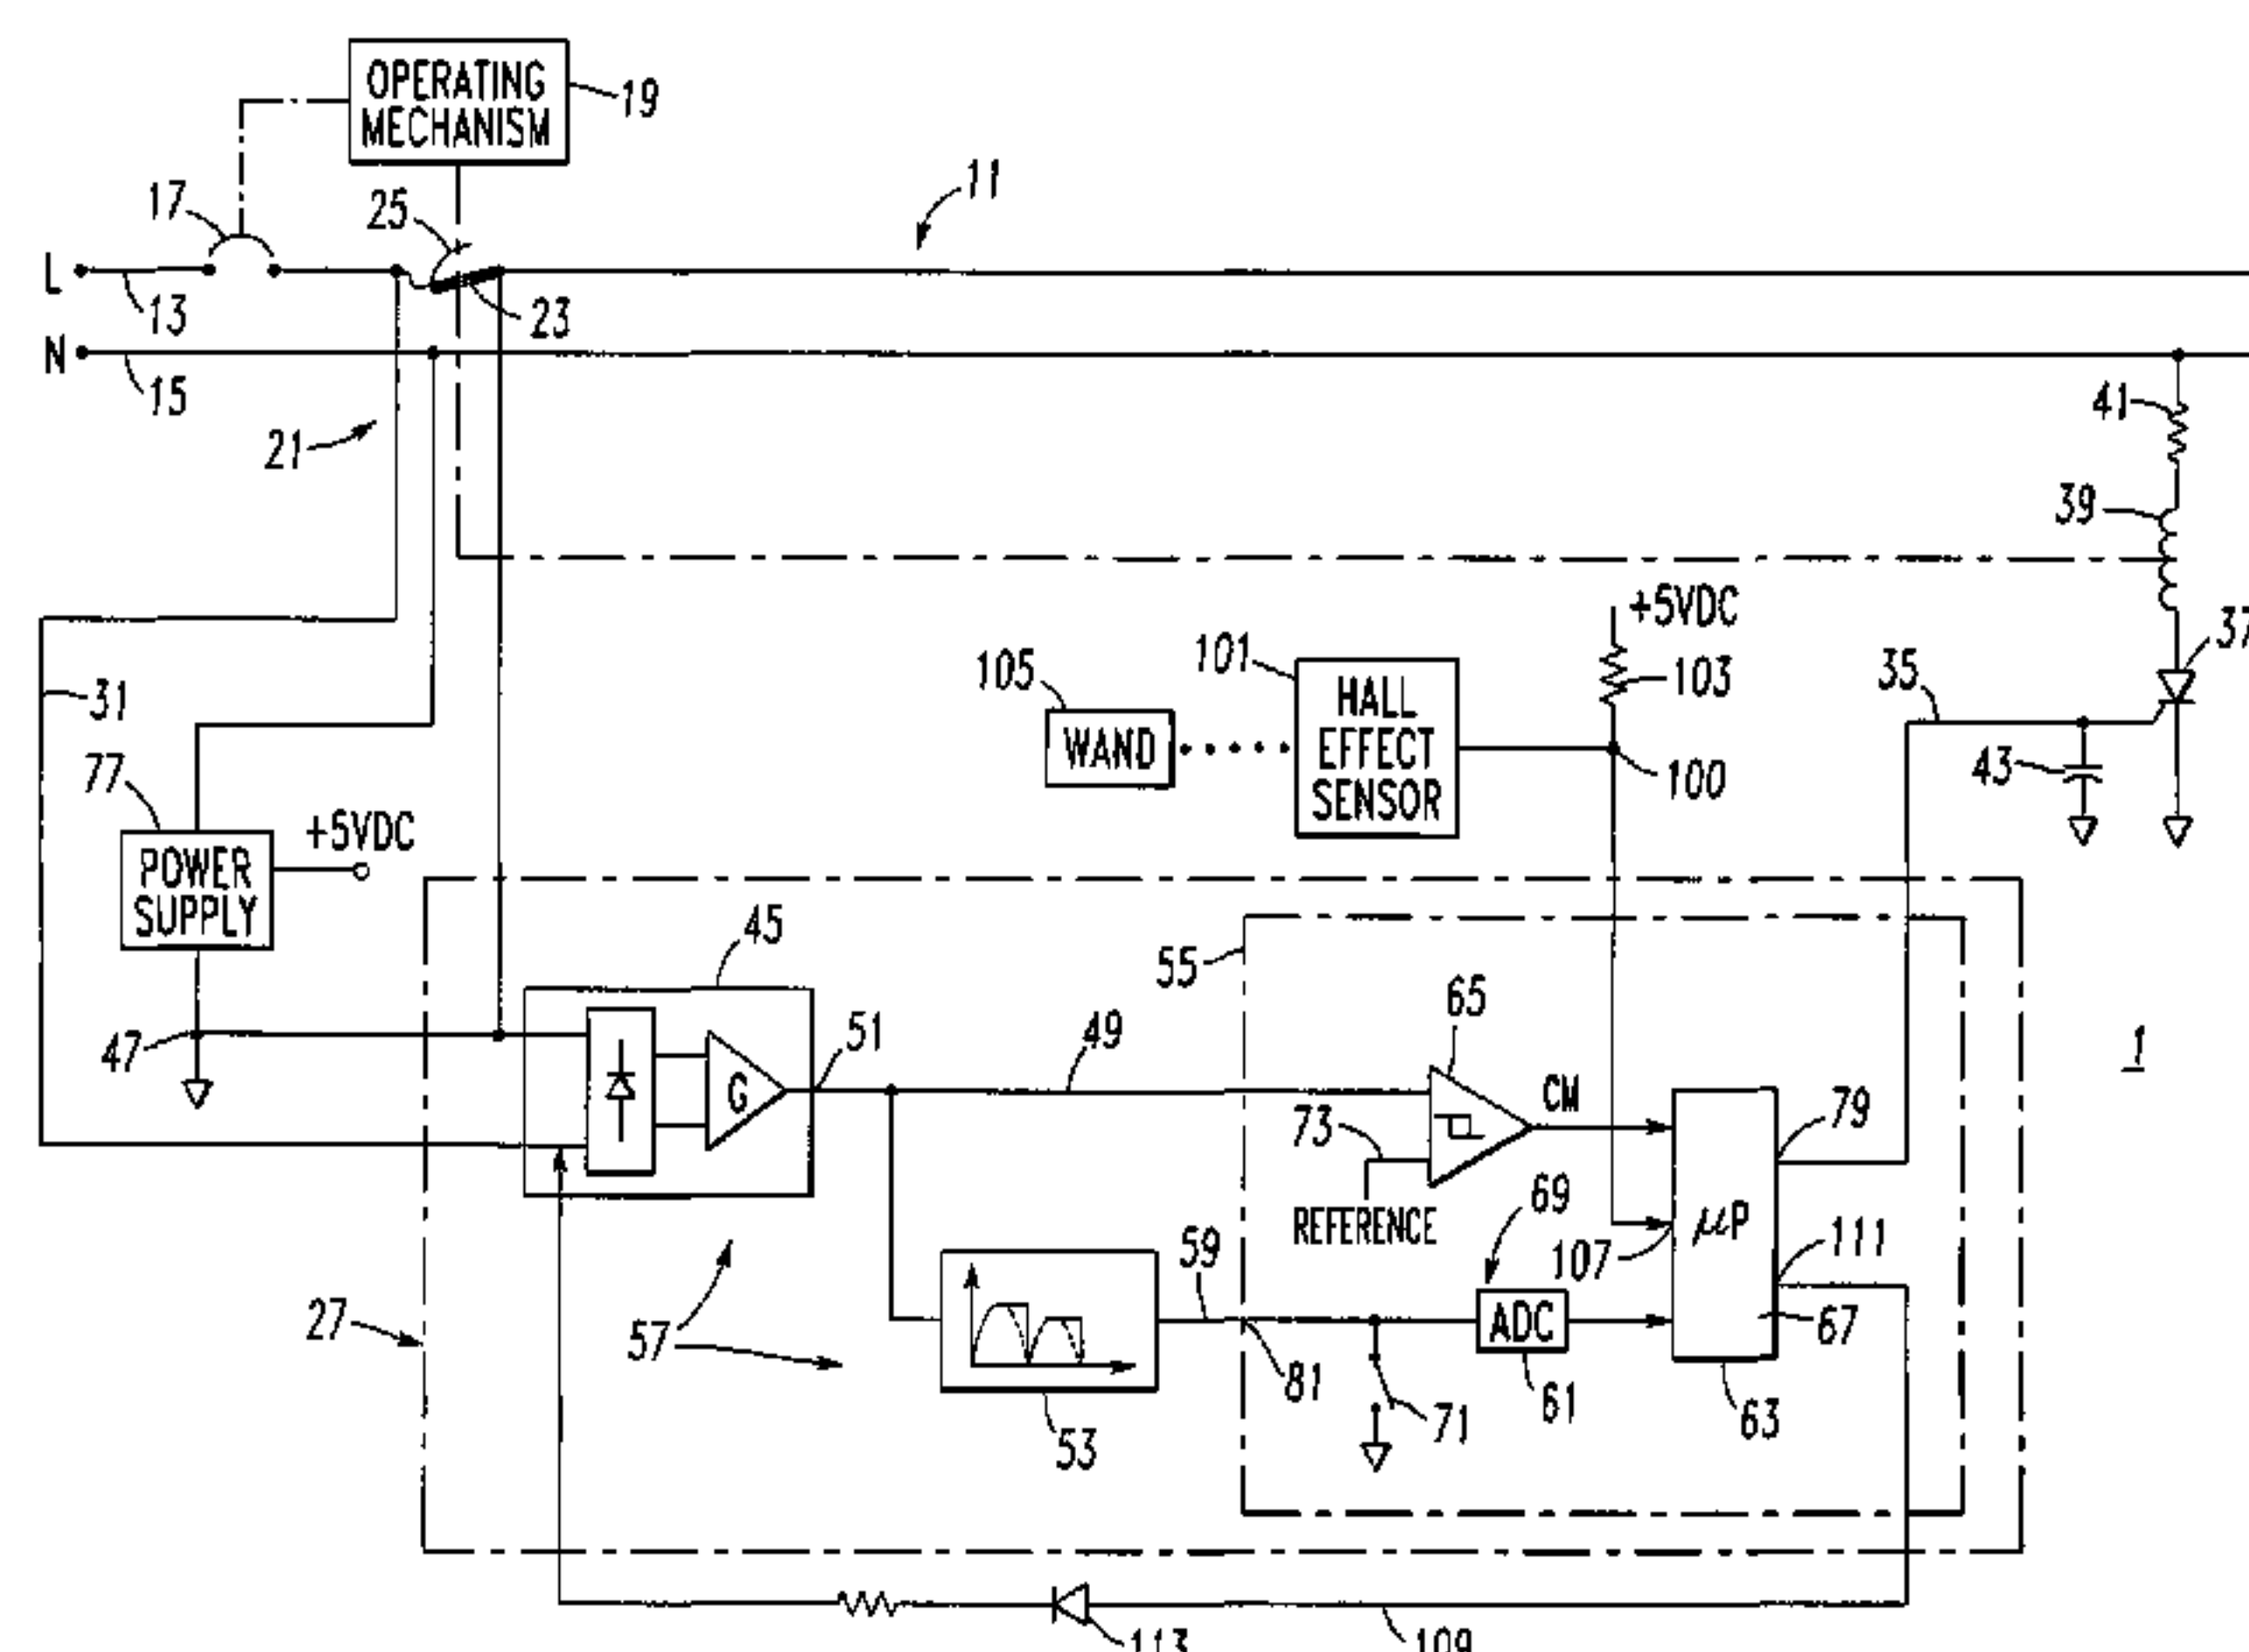 OPERATING
MECHANISM
19
17
25
11
L
13
23
N
15
21
41
39
+5VDC
37
31
105
101
HALL
EFFECT
SENSOR
103
35
WAND
100
43
77
+5VDC
POWER
SUPPLY
45
55
65
47
51
49
CM
G
73
79
1
REFERENCE
69
μP
107
111
59
27
57
ADC
67
81
71
61
63
53
113
109